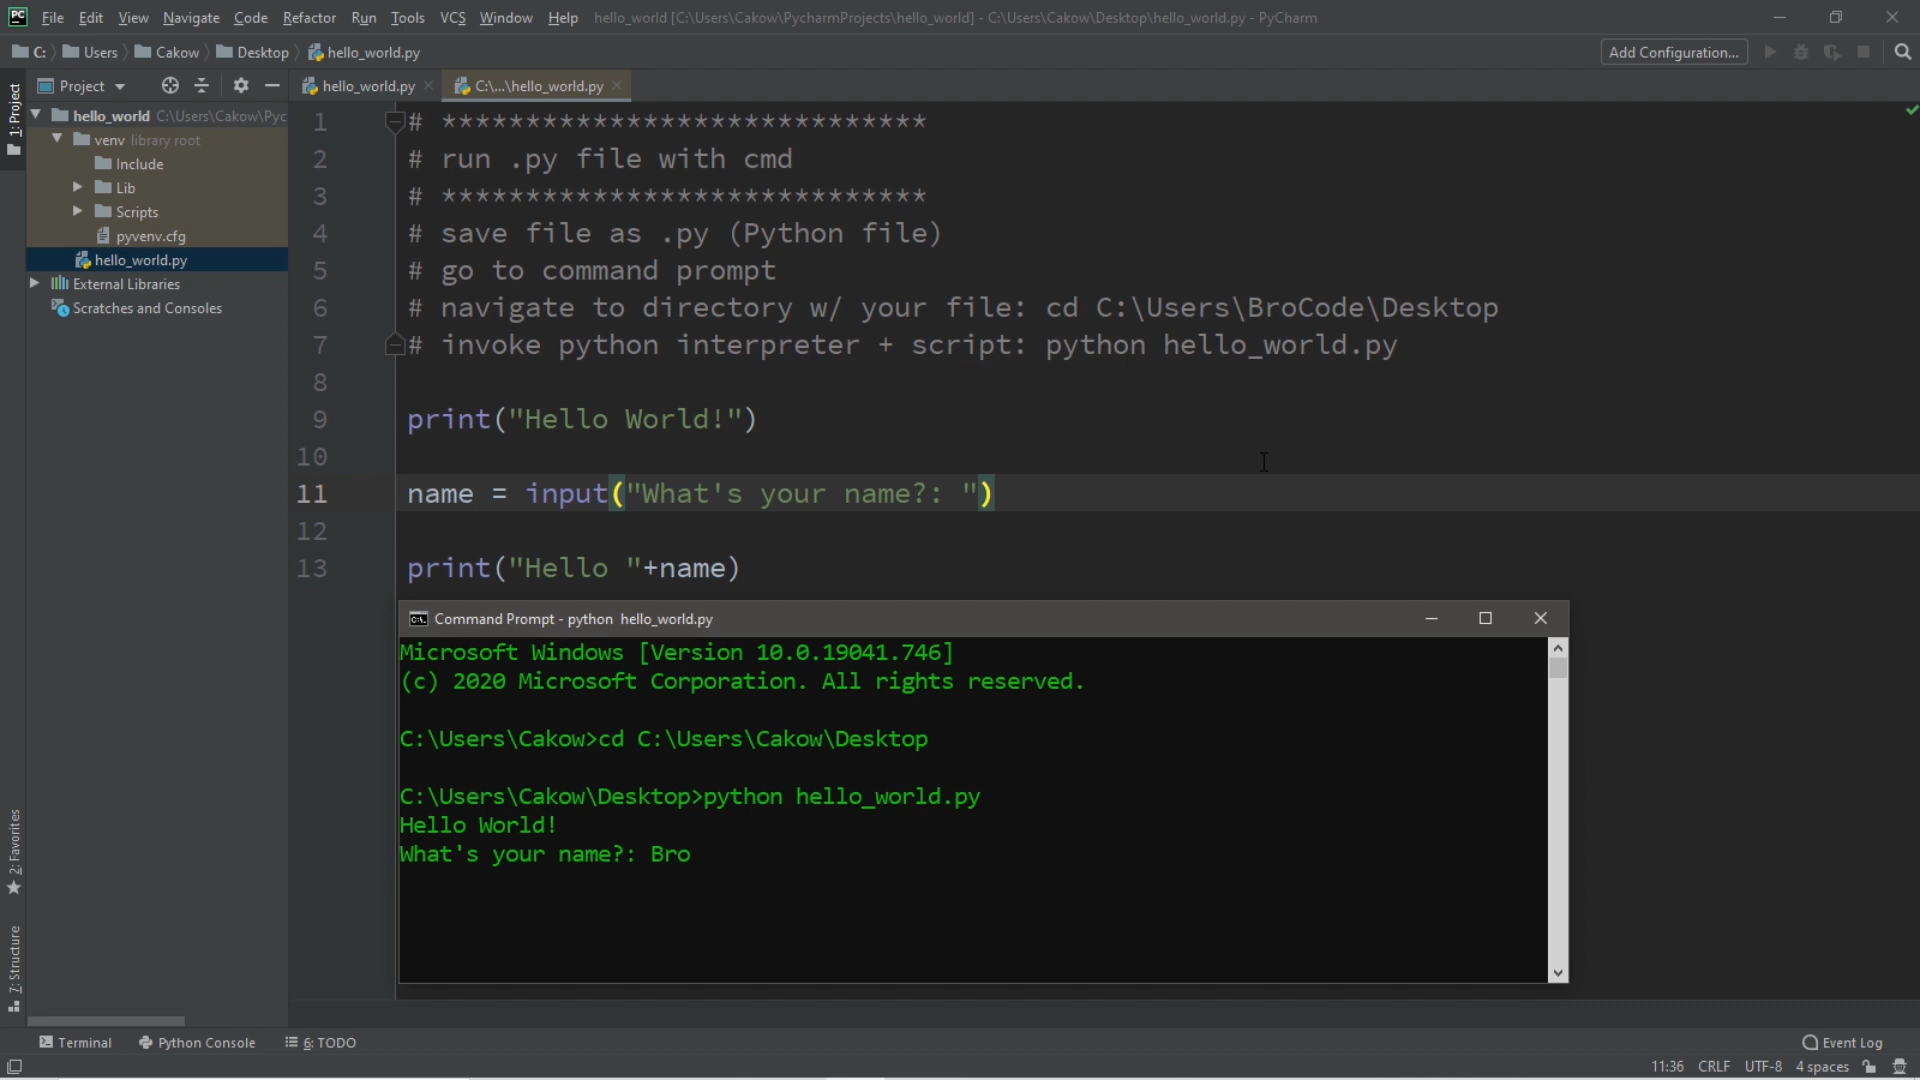 File Edit View Navigate Code Refactor Run Tools VCS Window Help hello_world [C:\Users\Cakow\PycharmProjects\hello_world] - C:\Users\Cakow\Desktop\hello_world.py - PyCharm
C: Users Cakow Desktop hello_world.py
Add Configuration...
Project
hello_world.py
C:\...\hello_world.py
1: Project
hello_world C:\Users\Cakow\Pyc
venv library root
Include
Lib
Scripts
pyvenv.cfg
hello_world.py
External Libraries
Scratches and Consoles
2: Favorites
7: Structure
1 # *****************************
2 # run .py file with cmd
3 # *****************************
4 # save file as .py (Python file)
5 # go to command prompt
6 # navigate to directory w/ your file: cd C:\Users\BroCode\Desktop
7 # invoke python interpreter + script: python hello_world.py
8
9 print("Hello World!")
10
11 name = input("What's your name?: ")
12
13 print("Hello "+name)
Command Prompt - python  hello_world.py
Microsoft Windows [Version 10.0.19041.746]
(c) 2020 Microsoft Corporation. All rights reserved.
C:\Users\Cakow>cd C:\Users\Cakow\Desktop
C:\Users\Cakow\Desktop>python hello_world.py
Hello World!
What's your name?: Bro
Terminal Python Console 6: TODO
Event Log
11:36 CRLF UTF-8 4 spaces